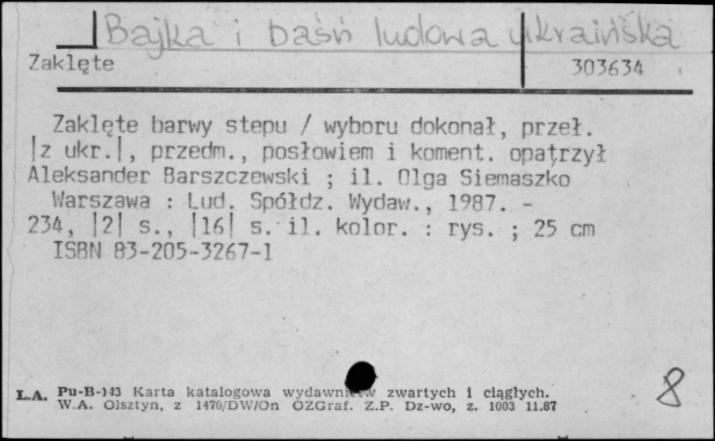 Bajka i baśń ludowa ukraińska
Zaklęte 303634
Zaklęte barwy stepu / wyboru dokonał, przeł.
|z ukr.|, przedm., posłowiem i koment. opatrzył
Aleksander Barszczewski ; il. Olga Siemaszko
Warszawa : Lud. Spółdz. Wydaw., 1987. -
234, |2| s., |16| s. il. kolor. : rys. ; 25 cm
ISBN 83-205-3267-1
8
L.A. Pu-B-143 Karta katalogowa wydawnictw zwartych i ciągłych.
W.A. Olsztyn, z 1470/DW/On OZGraf. Z.P. Dz-wo, z. 1003 11.87